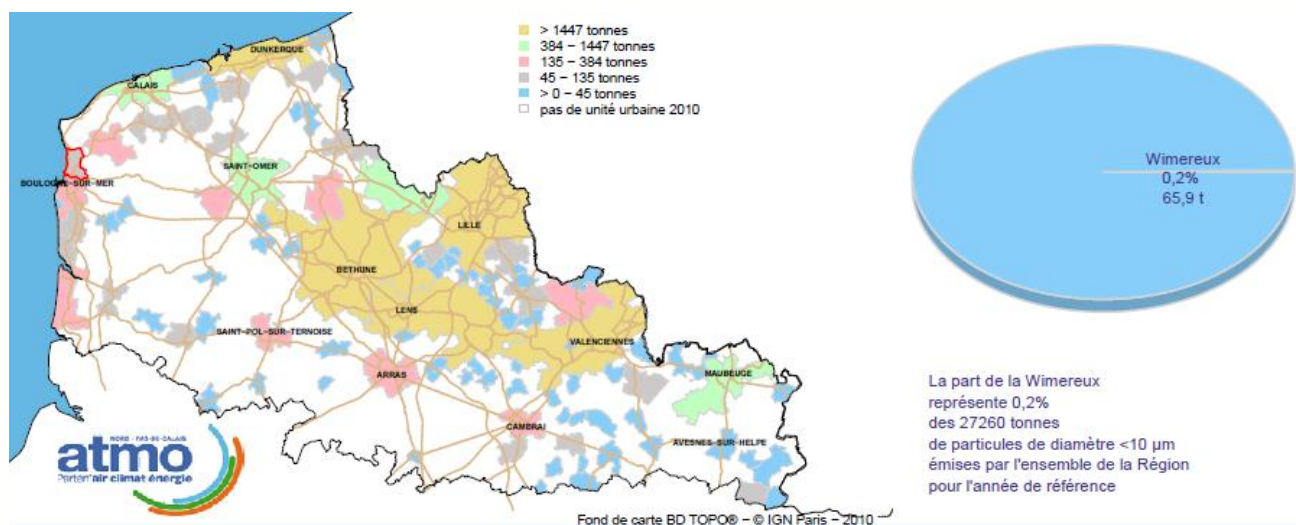 > 1447 tonnes
384 – 1447 tonnes
135 – 384 tonnes
45 – 135 tonnes
> 0 – 45 tonnes
pas de unité urbaine 2010
DUNKERQUE
CALAIS
SAINT-OMER
BOULOGNE-SUR-MER
LILLE
BETHUNE
LENS
SAINT-POL-SUR-TERNOISE
VALENCIENNES
ARRAS
MAUBEUGE
CAMBRAI
AVESNES-SUR-HELPE
NORD - PAS-DE-CALAIS
atmo
Parten'air climat énergie
Fond de carte BD TOPO® – © IGN Paris – 2010
Wimereux
0,2%
65,9 t
La part de la Wimereux
représente 0,2%
des 27260 tonnes
de particules de diamètre <10 µm
émises par l'ensemble de la Région
pour l'année de référence